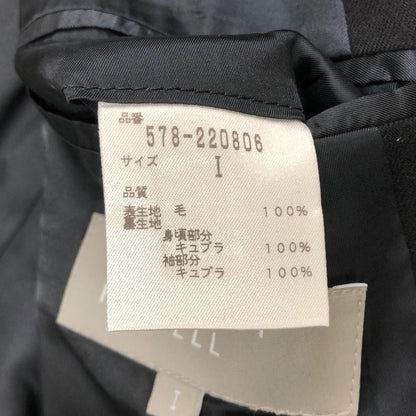 品番
578-220806
サイズ I
品質
表生地 毛 100%
裏生地
身頃部分
キュプラ 100%
袖部分
キュプラ 100%
I